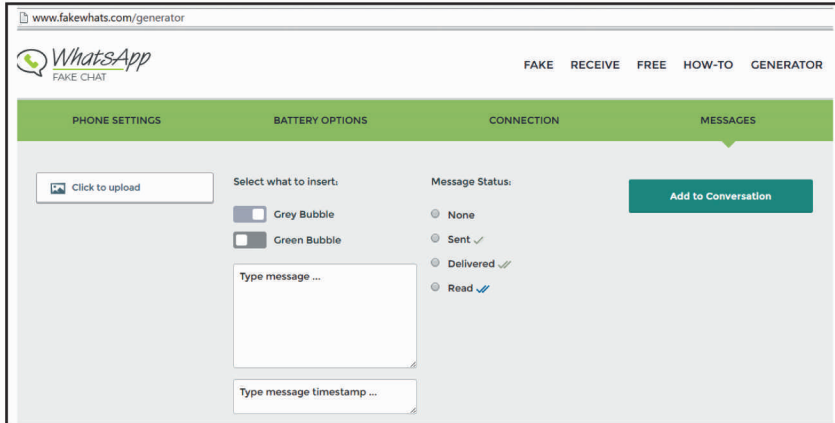 www.fakewhats.com/generator
WhatsApp
FAKE CHAT
FAKE RECEIVE FREE HOW-TO GENERATOR
PHONE SETTINGS BATTERY OPTIONS CONNECTION MESSAGES
Click to upload
Select what to insert:
Grey Bubble
Green Bubble
Type message ...
Type message timestamp ...
Message Status:
None
Sent
Delivered
Read
Add to Conversation